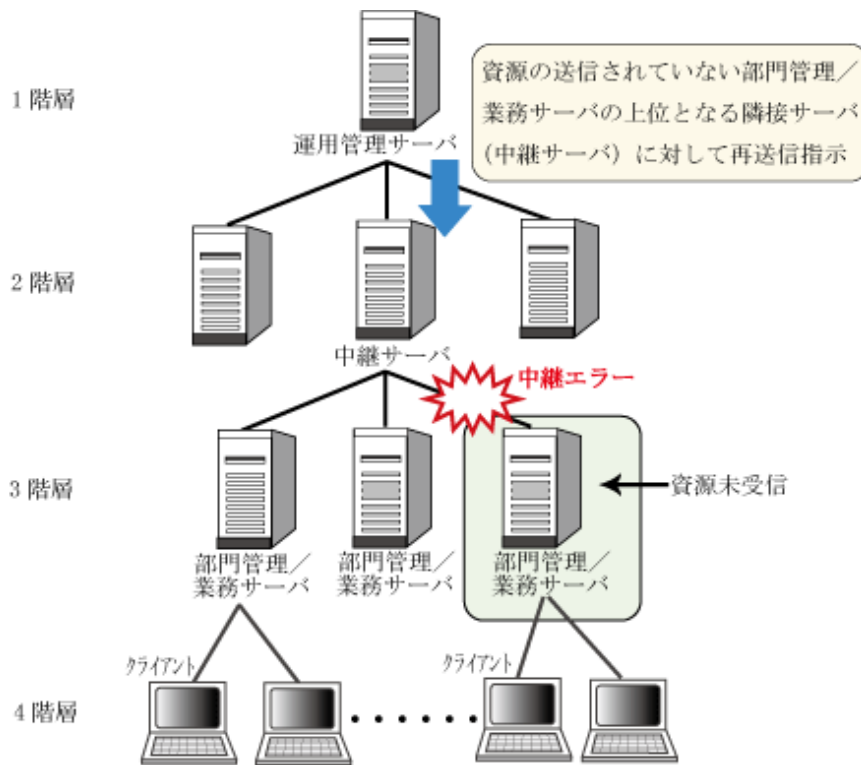 資源の送信されていない部門管理／
業務サーバの上位となる隣接サーバ
(中継サーバ) に対して再送信指示
1階層
運用管理サーバ
2階層
中継サーバ
中継エラー
3階層
資源未受信
部門管理／
業務サーバ
部門管理／
業務サーバ
部門管理／
業務サーバ
クライアント
クライアント
4階層